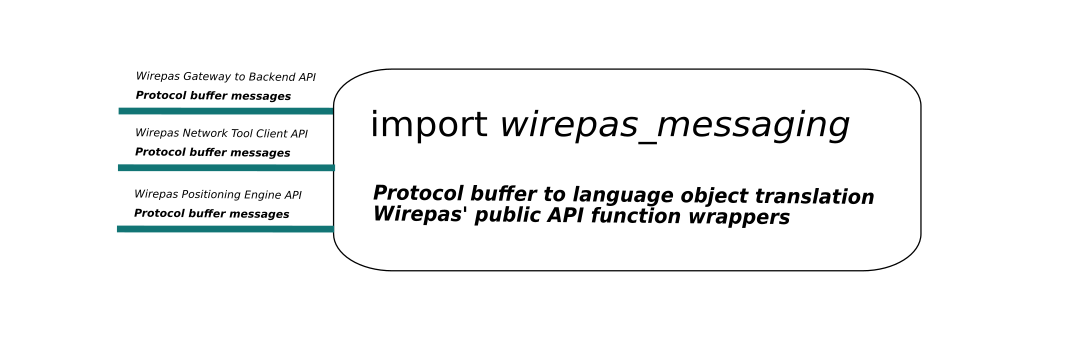 Wirepas Gateway to Backend API
Protocol buffer messages
Wirepas Network Tool Client API
Protocol buffer messages
Wirepas Positioning Engine API
Protocol buffer messages
import wirepas_messaging
Protocol buffer to language object translation
Wirepas' public API function wrappers